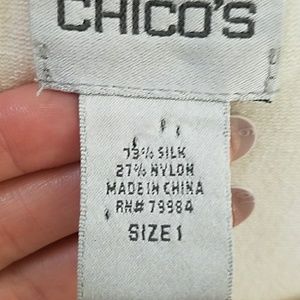 CHICO'S
73% SILK
27% NYLON
MADE IN CHINA
RN# 79984
SIZE 1